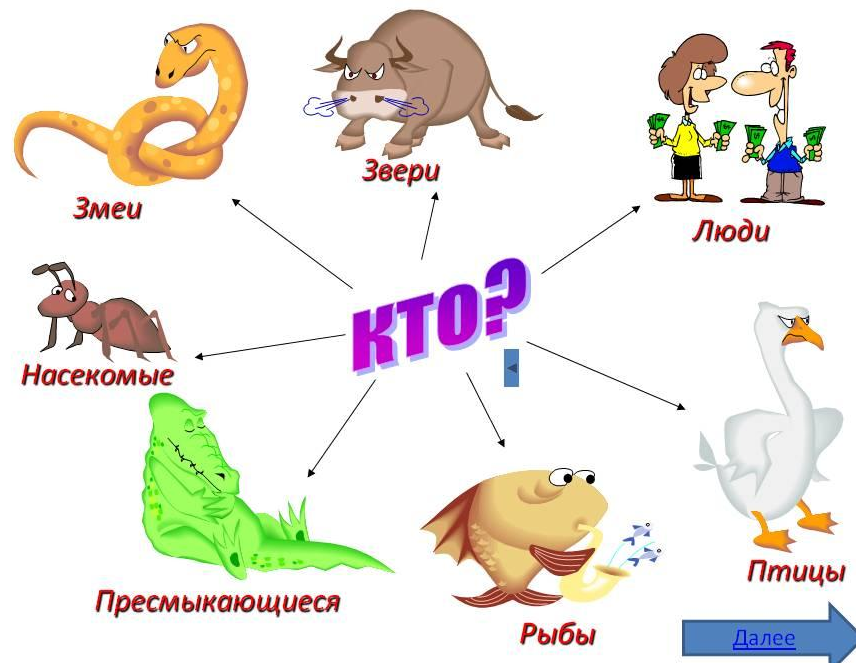 Звери
Змеи
Люди
КТО?
Насекомые
Птицы
Пресмыкающиеся
Рыбы
Далее